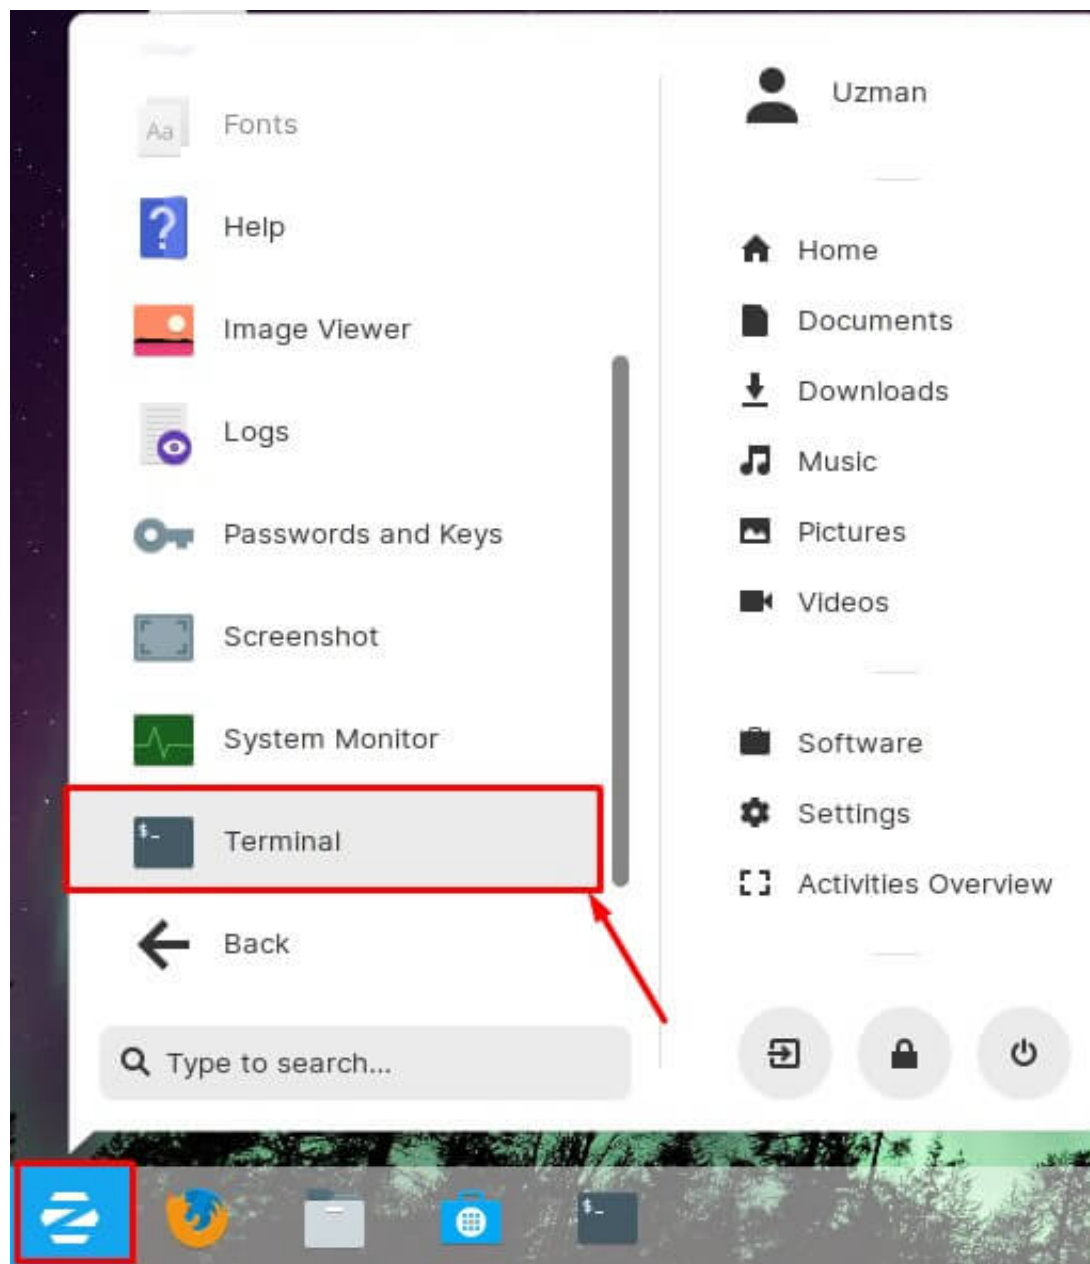 Aa
Fonts
Help
Image Viewer
Logs
Passwords and Keys
Screenshot
System Monitor
$_
Terminal
Back
Type to search...
Uzman
Home
Documents
Downloads
Music
Pictures
Videos
Software
Settings
Activities Overview
$_